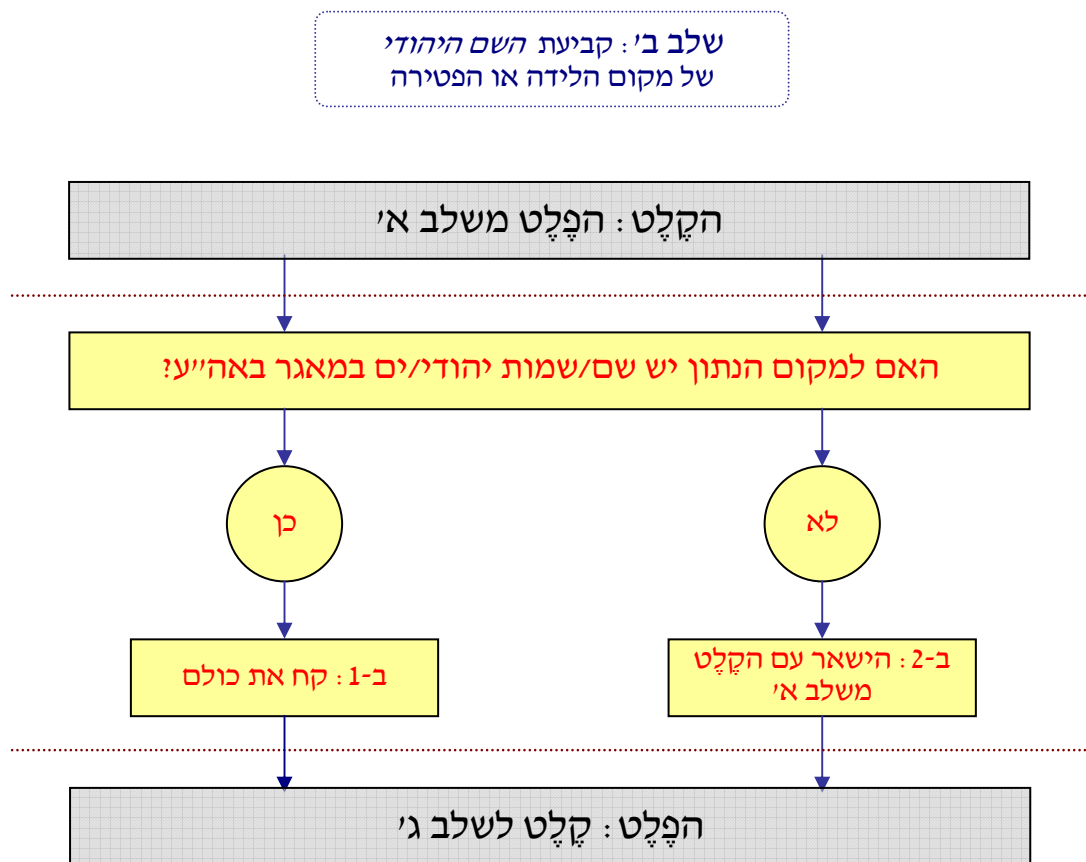 שלב ב': קביעת השם היהודי
של מקום הלידה או הפטירה
הקֶלֶט: הפֶלֶט משלב א'
האם למקום הנתון יש שם/שמות יהודי/ים במאגר באה''ע?
לא
כן
ב-2: הישאר עם הקֶלֶט
משלב א'
ב-1: קח את כולם
הפֶלֶט: קֶלֶט לשלב ג'